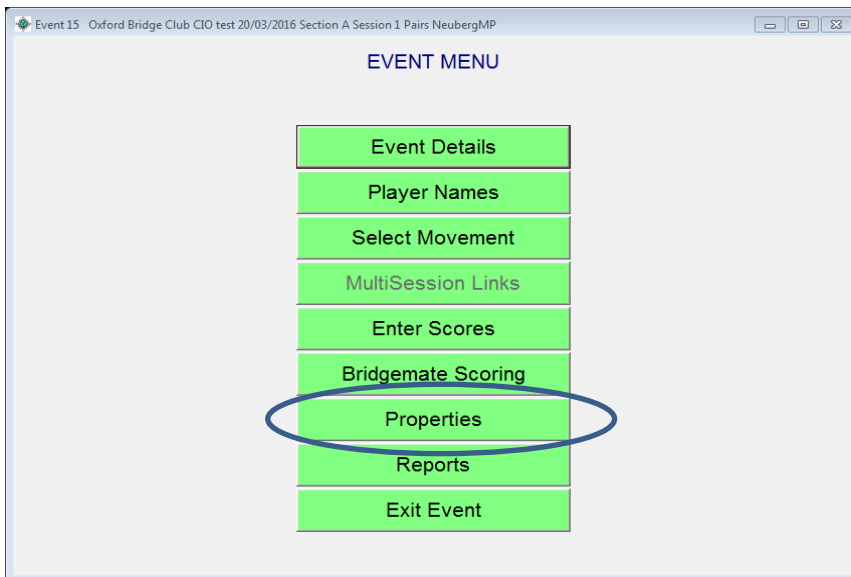 Event 15 Oxford Bridge Club CIO test 20/03/2016 Section A Session 1 Pairs NeubergMP
EVENT MENU
Event Details
Player Names
Select Movement
MultiSession Links
Enter Scores
Bridgemate Scoring
Properties
Reports
Exit Event